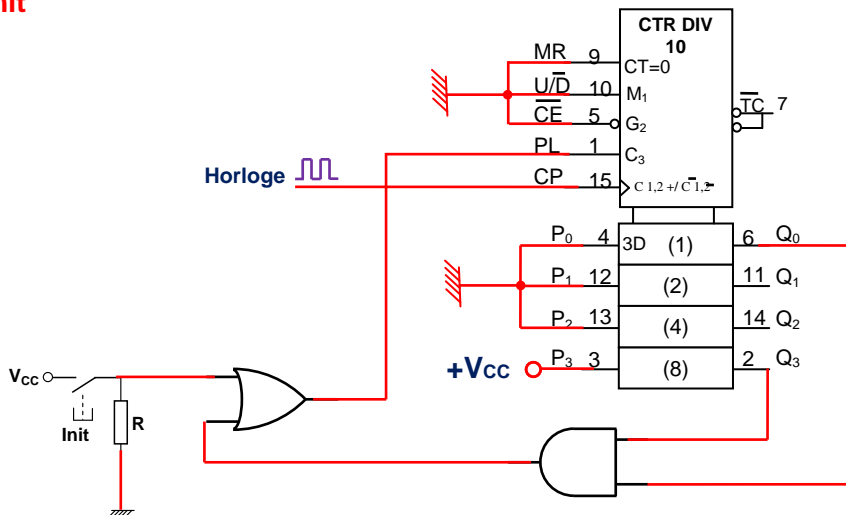 nit
CTR DIV
10
MR 9 CT=0
U/D̅ 10 M₁
C̅E̅ 5 G₂
T̅C 7
PL 1 C₃
Horloge
CP 15 C 1,2 +/ C 1,2-
P₀ 4 3D (1) 6 Q₀
P₁ 12 (2) 11 Q₁
P₂ 13 (4) 14 Q₂
+Vcc P₃ 3 (8) 2 Q₃
Vcc
Init
R